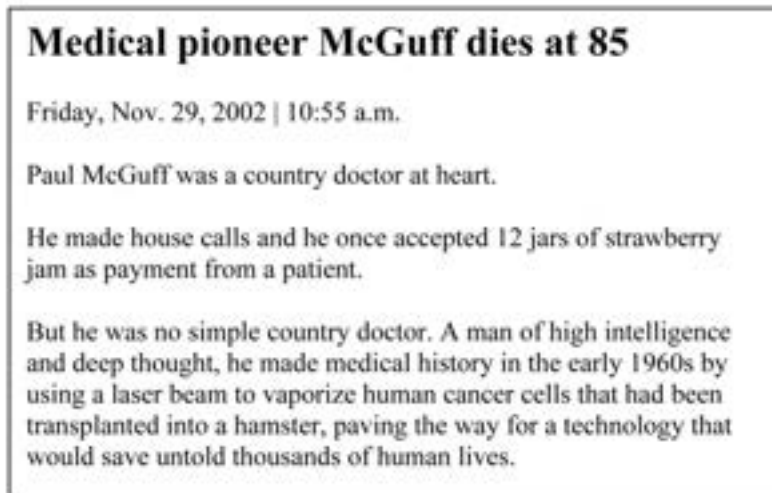 Medical pioneer McGuff dies at 85
Friday, Nov. 29, 2002 | 10:55 a.m.
Paul McGuff was a country doctor at heart.
He made house calls and he once accepted 12 jars of strawberry
jam as payment from a patient.
But he was no simple country doctor. A man of high intelligence
and deep thought, he made medical history in the early 1960s by
using a laser beam to vaporize human cancer cells that had been
transplanted into a hamster, paving the way for a technology that
would save untold thousands of human lives.